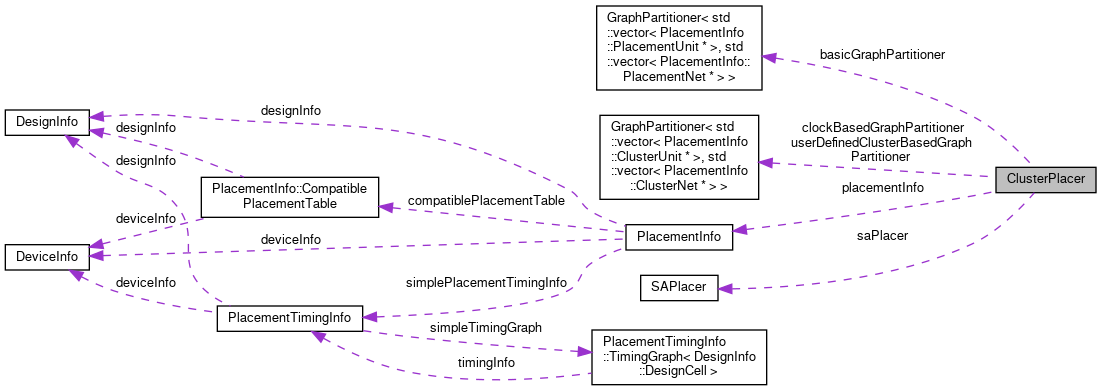 GraphPartitioner< std
::vector< PlacementInfo
::PlacementUnit * >, std
::vector< PlacementInfo::
PlacementNet * > >
basicGraphPartitioner
designInfo
DesignInfo
designInfo
designInfo
GraphPartitioner< std
::vector< PlacementInfo
::ClusterUnit * >, std
::vector< PlacementInfo
::ClusterNet * > >
clockBasedGraphPartitioner
userDefinedClusterBasedGraph
Partitioner
ClusterPlacer
PlacementInfo::Compatible
PlacementTable
compatiblePlacementTable
placementInfo
deviceInfo
deviceInfo
DeviceInfo
PlacementInfo
saPlacer
deviceInfo
simplePlacementTimingInfo
SAPlacer
PlacementTimingInfo
simpleTimingGraph
timingInfo
PlacementTimingInfo
::TimingGraph< DesignInfo
::DesignCell >